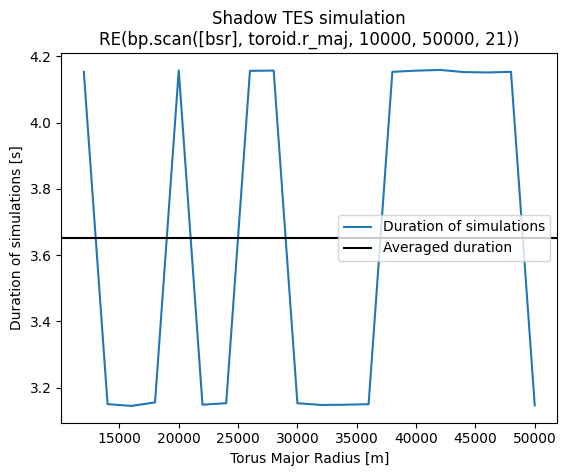 Shadow TES simulation
RE(bp.scan([bsr], toroid.r_maj, 10000, 50000, 21))
4.2
4.0
3.8
3.6
3.4
3.2
Duration of simulations [s]
Duration of simulations
Averaged duration
15000 20000 25000 30000 35000 40000 45000 50000
Torus Major Radius [m]